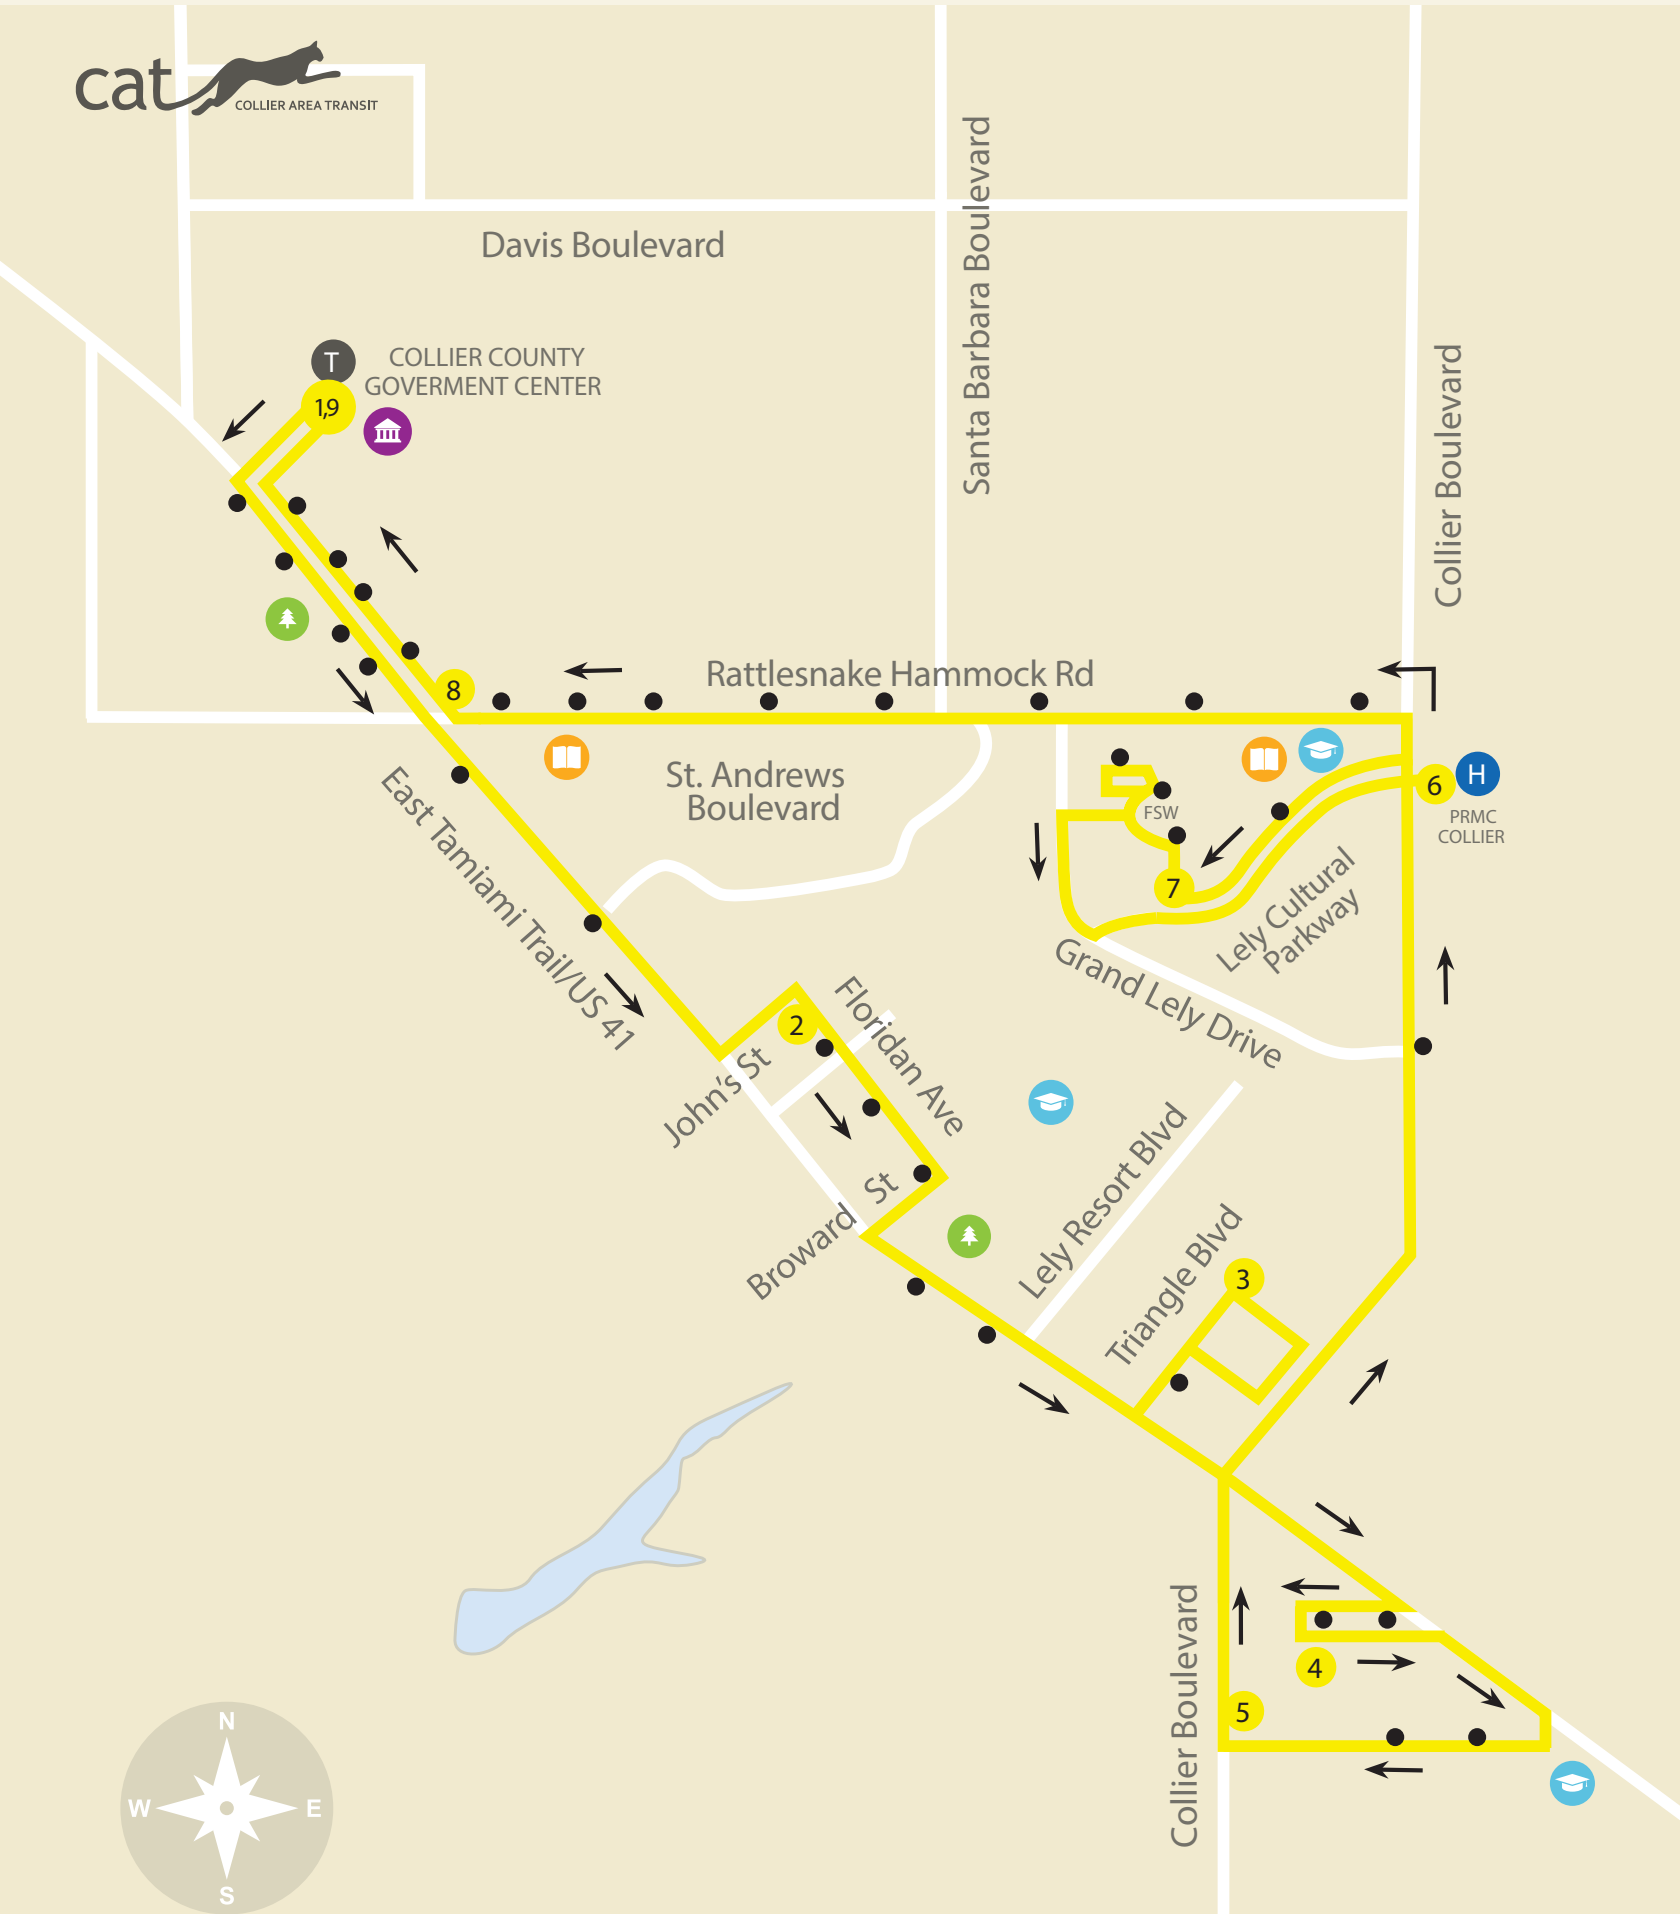 cat
COLLIER AREA TRANSIT
Santa Barbara Boulevard
Davis Boulevard
Collier Boulevard
T
COLLIER COUNTY
GOVERMENT CENTER
1,9
8
Rattlesnake Hammock Rd
St. Andrews
Boulevard
FSW
6
H
PRMC
COLLIER
7
Lely Cultural
Parkway
East Tamiami Trail/US 41
Grand Lely Drive
2
Floridan Ave
John's St
Broward St
Lely Resort Blvd
Triangle Blvd
3
4
5
Collier Boulevard
N
W
E
S